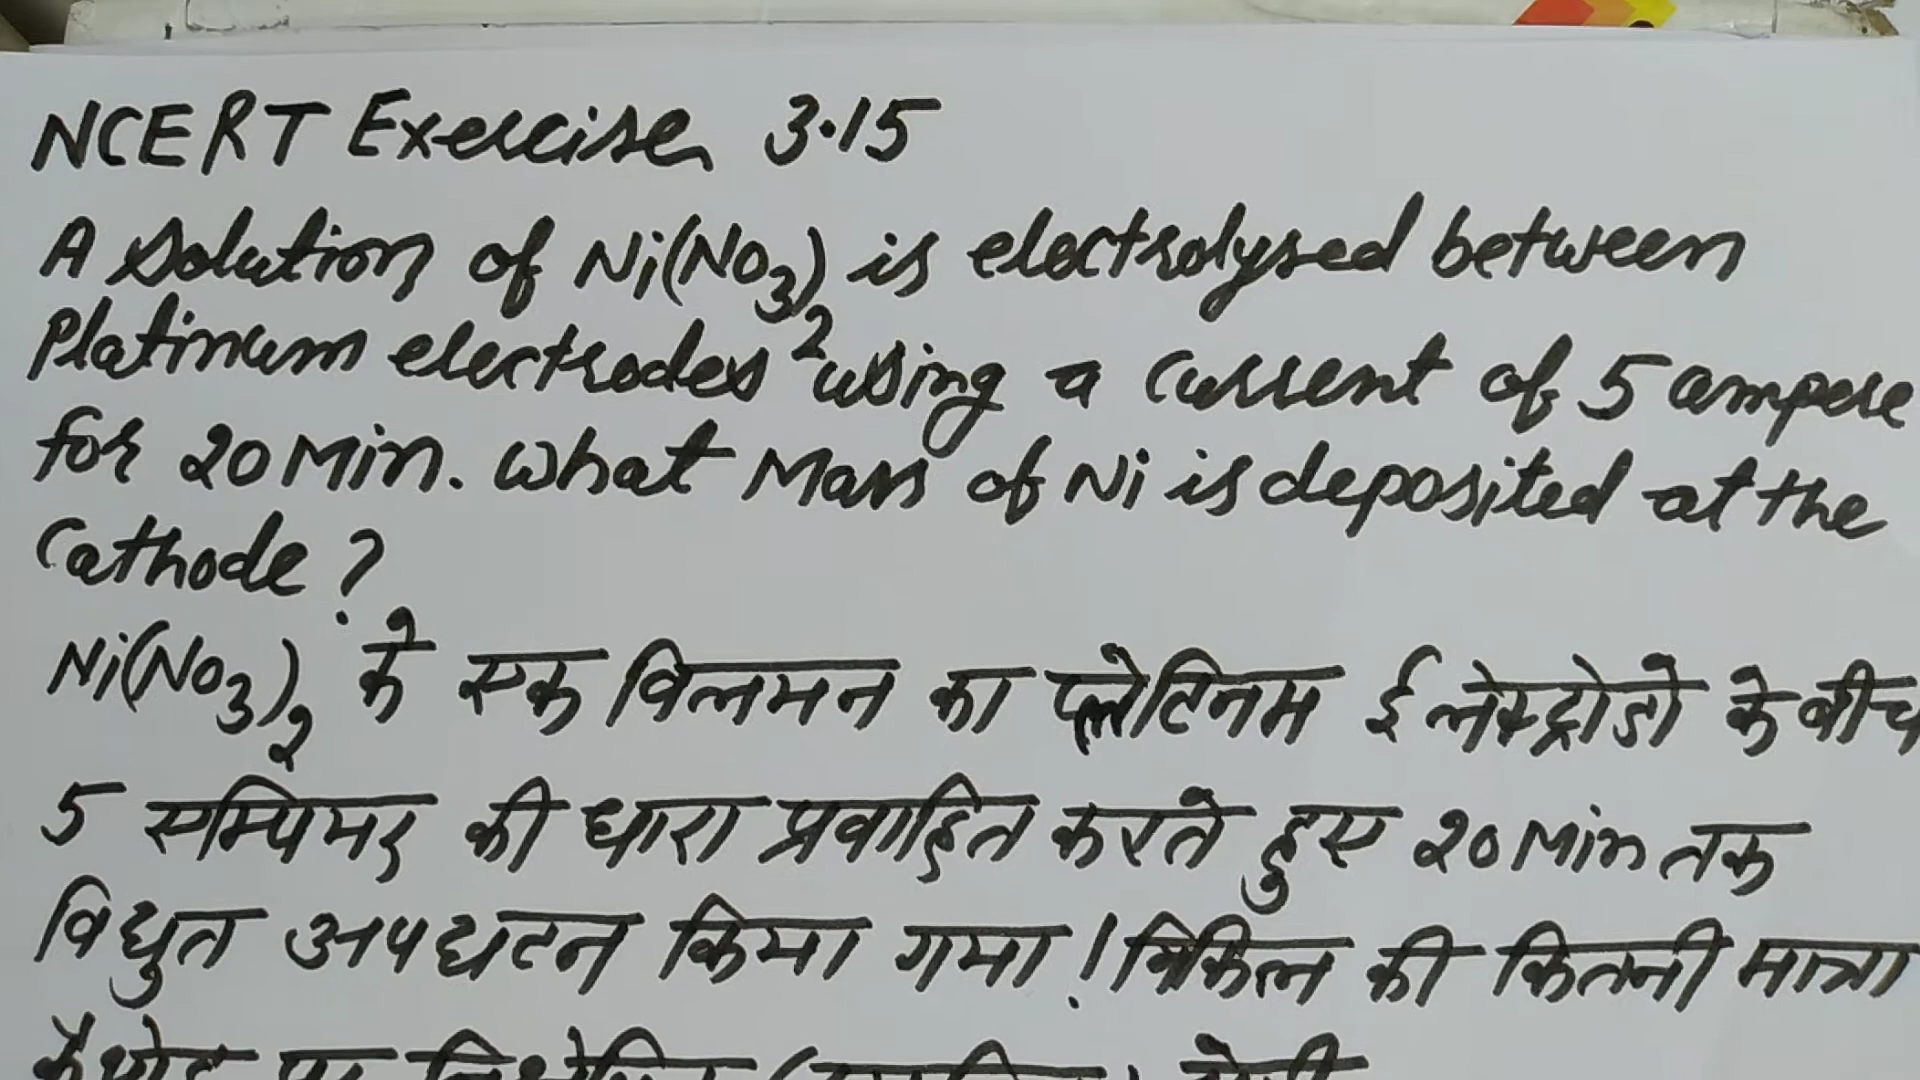 NCERT Exercise 3.15
A Solution of Ni(NO3)2 is electrolysed between
Platinum electrodes using a current of 5 ampere
for 20 Min. What Mass of Ni is deposited at the
Cathode?
Ni(NO3)2 के एक विलयन का प्लेटिनम ईलेक्ट्रोडो के बीच
5 एम्पियर की धारा प्रवाहित करते हुए 20 Min तक
विद्युत अपघटन किया गया! निकिल की कितनी मात्रा
कैथोड पर